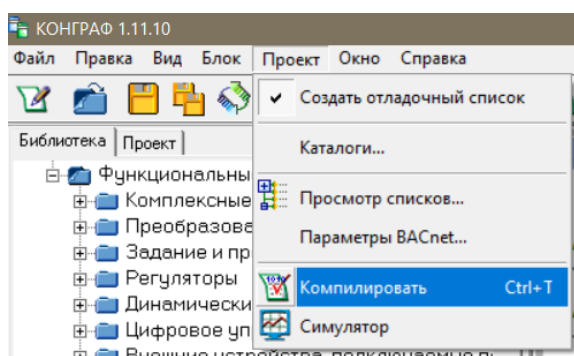 КОНГРАФ 1.11.10
Файл Правка Вид Блок Проект Окно Справка
Создать отладочный список
Библиотека Проект
Каталоги...
Функциональны
Комплексные
Просмотр списков...
Преобразова
Параметры BACnet...
Задание и пр
Регуляторы
Компилировать Ctrl+T
Динамически
Симулятор
Цифровое уп